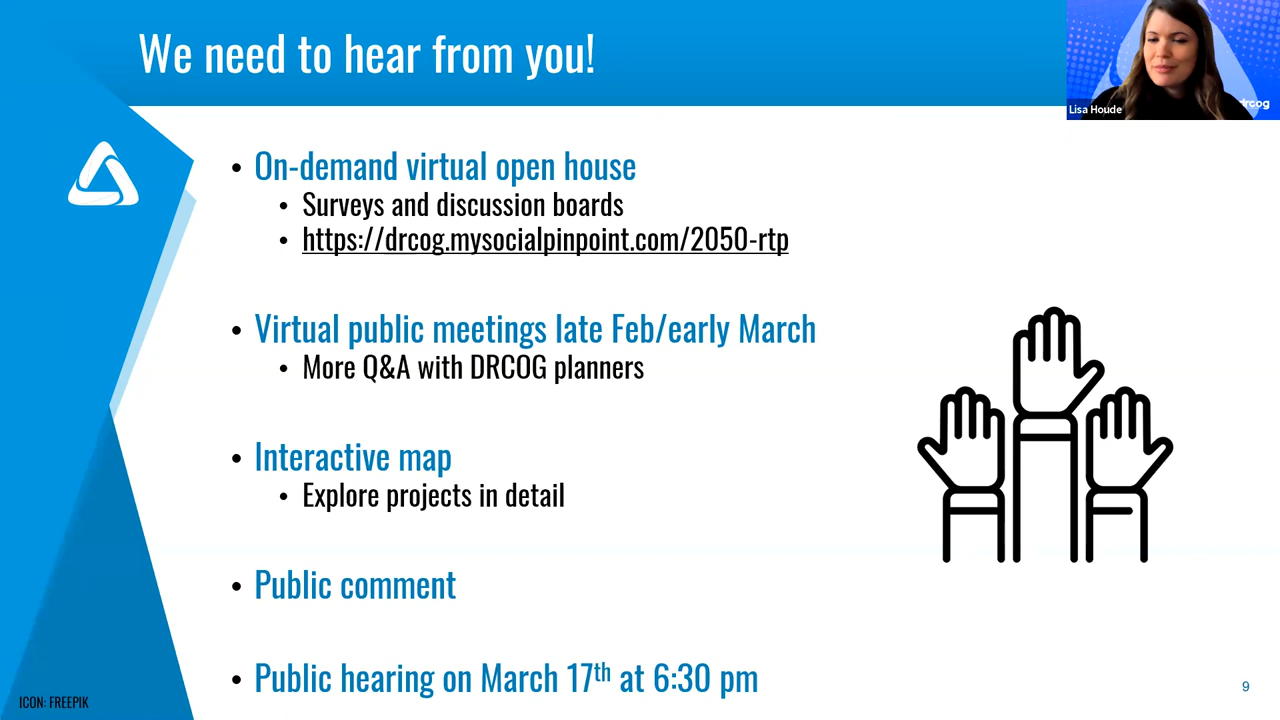 We need to hear from you!
Lisa Houde
drcog
• On-demand virtual open house
• Surveys and discussion boards
• https://drcog.mysocialpinpoint.com/2050-rtp
• Virtual public meetings late Feb/early March
• More Q&A with DRCOG planners
• Interactive map
• Explore projects in detail
• Public comment
• Public hearing on March 17th at 6:30 pm
ICON: FREEPIK
9